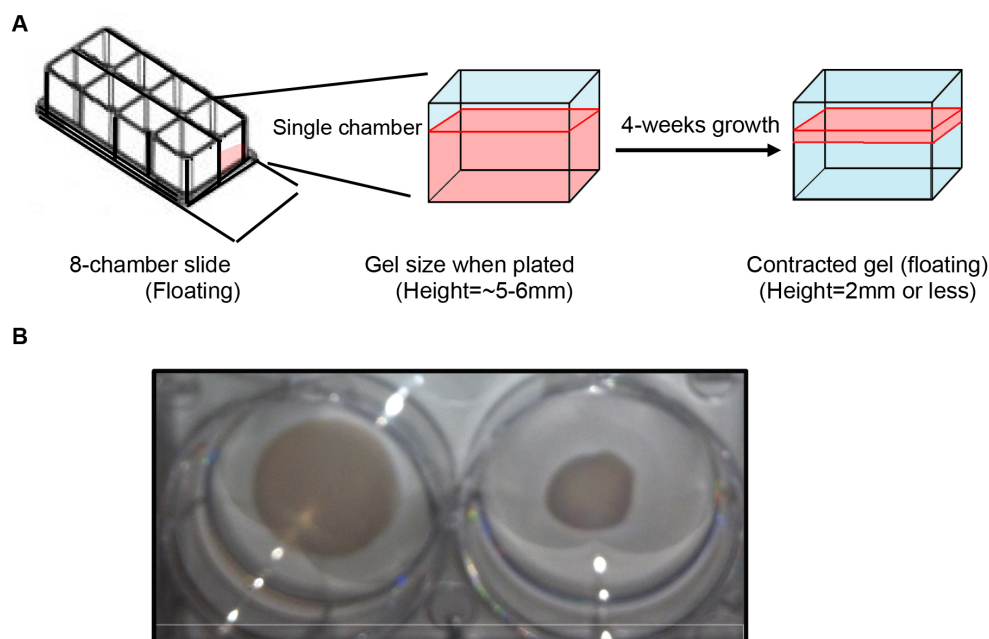 A
Single chamber
4-weeks growth
8-chamber slide
(Floating)
Gel size when plated
(Height=~5-6mm)
Contracted gel (floating)
(Height=2mm or less)
B